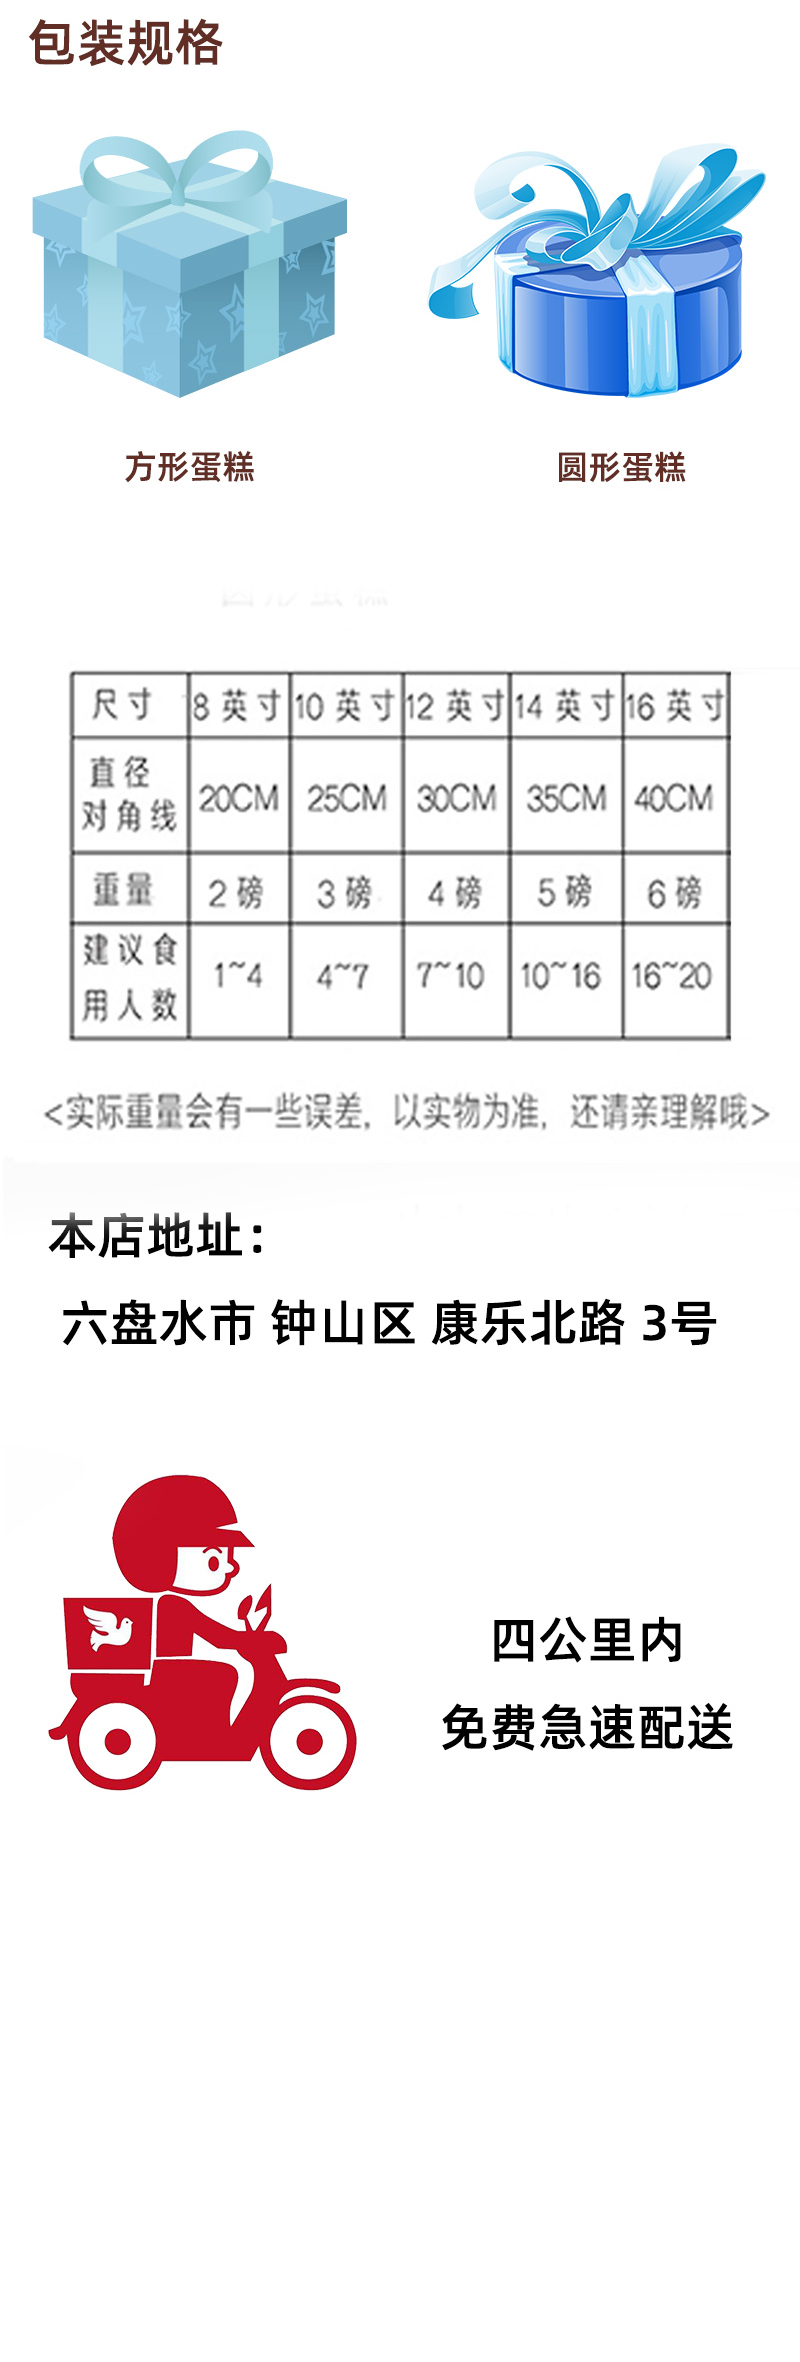 包装规格
方形蛋糕 圆形蛋糕
圆形蛋糕
尺寸 8英寸 10英寸 12英寸 14英寸 16英寸
直径
对角线 20CM 25CM 30CM 35CM 40CM
重量 2磅 3磅 4磅 5磅 6磅
建议食
用人数 1~4 4~7 7~10 10~16 16~20
<实际重量会有一些误差，以实物为准，还请亲理解哦>
本店地址：
六盘水市 钟山区 康乐北路 3号
四公里内
免费急速配送